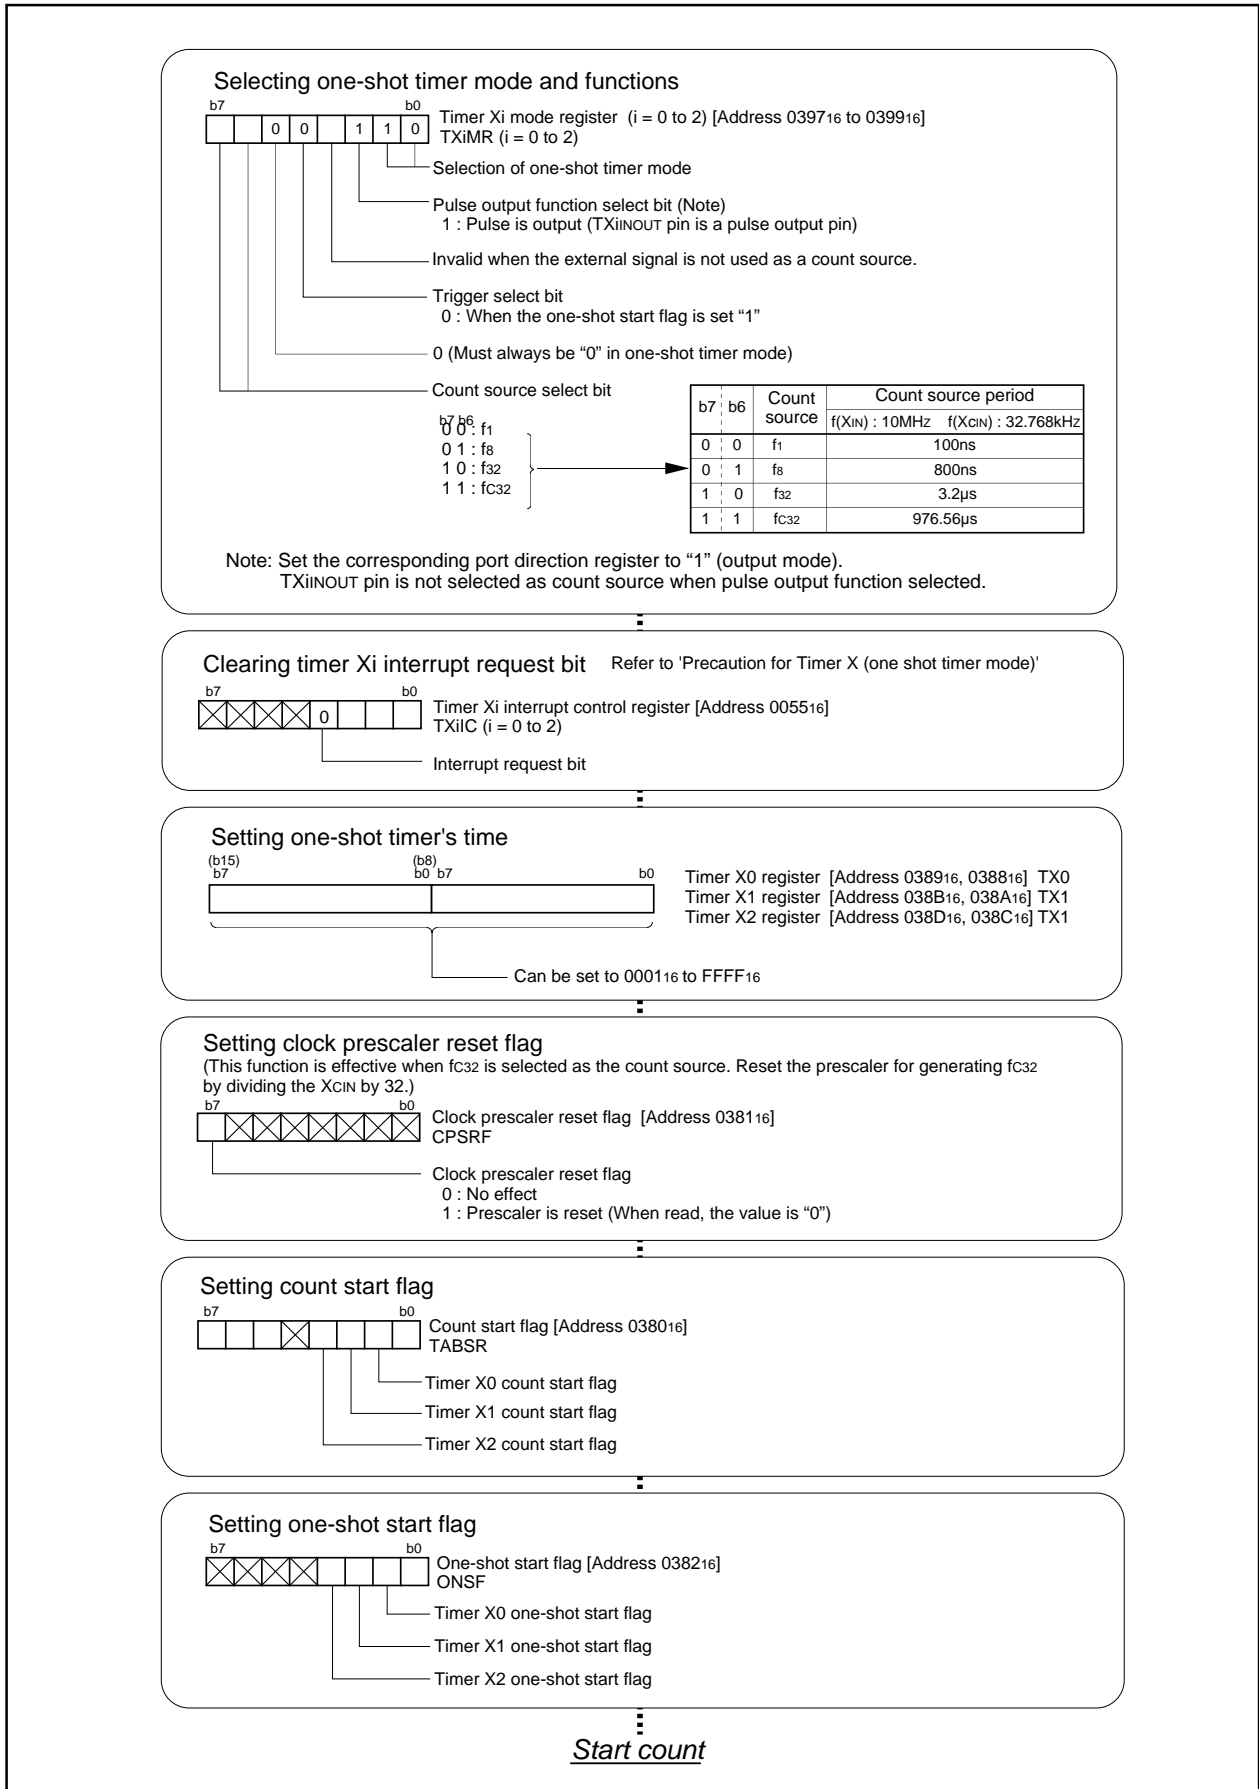 Selecting one-shot timer mode and functions
b7 b0
0 0 1 1 0
Timer Xi mode register (i = 0 to 2) [Address 039716 to 039916]
TXiMR (i = 0 to 2)
Selection of one-shot timer mode
Pulse output function select bit (Note)
1 : Pulse is output (TXiINOUT pin is a pulse output pin)
Invalid when the external signal is not used as a count source.
Trigger select bit
0 : When the one-shot start flag is set “1”
0 (Must always be “0” in one-shot timer mode)
Count source select bit
b7 b6
0 0 : f1
0 1 : f8
1 0 : f32
1 1 : fC32
b7 b6 Count source Count source period
f(XIN) : 10MHZ f(XCIN) : 32.768kHZ
0 0 f1 100ns
0 1 f8 800ns
1 0 f32 3.2µs
1 1 fC32 976.56µs
Note: Set the corresponding port direction register to “1” (output mode).
TXiINOUT pin is not selected as count source when pulse output function selected.
Clearing timer Xi interrupt request bit Refer to 'Precaution for Timer X (one shot timer mode)'
b7 b0
0
Timer Xi interrupt control register [Address 005516]
TXiIC (i = 0 to 2)
Interrupt request bit
Setting one-shot timer's time
(b15) (b8)
b7 b0 b7 b0
Timer X0 register [Address 038916, 038816] TX0
Timer X1 register [Address 038B16, 038A16] TX1
Timer X2 register [Address 038D16, 038C16] TX1
Can be set to 000116 to FFFF16
Setting clock prescaler reset flag
(This function is effective when fC32 is selected as the count source. Reset the prescaler for generating fC32
by dividing the XCIN by 32.)
b7 b0
Clock prescaler reset flag [Address 038116]
CPSRF
Clock prescaler reset flag
0 : No effect
1 : Prescaler is reset (When read, the value is “0”)
Setting count start flag
b7 b0
Count start flag [Address 038016]
TABSR
Timer X0 count start flag
Timer X1 count start flag
Timer X2 count start flag
Setting one-shot start flag
b7 b0
One-shot start flag [Address 038216]
ONSF
Timer X0 one-shot start flag
Timer X1 one-shot start flag
Timer X2 one-shot start flag
Start count